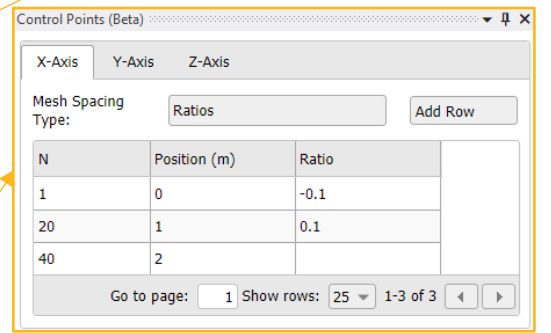 Control Points (Beta)
X-Axis Y-Axis Z-Axis
Mesh Spacing Type: Ratios Add Row
N Position (m) Ratio
1 0 -0.1
20 1 0.1
40 2
Go to page: 1 Show rows: 25 1-3 of 3